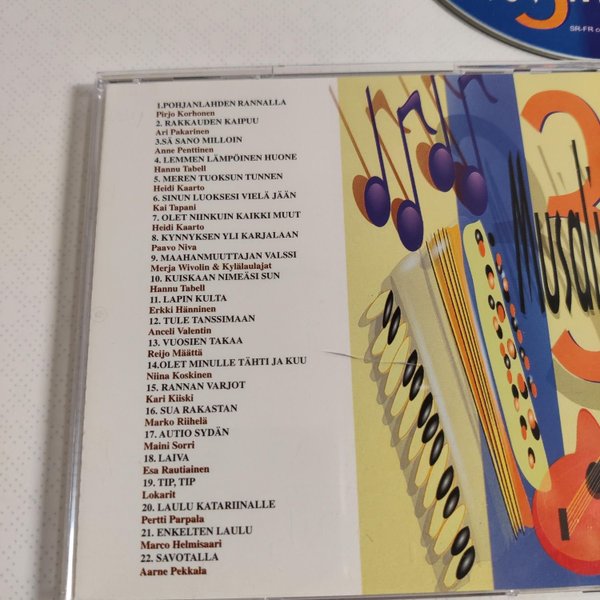 SR-FR
1.POHJANLAHDEN RANNALLA
Pirjo Korhonen
2. RAKKAUDEN KAIPUU
Ari Pakarinen
3.SÄ SANO MILLOIN
Anne Penttinen
4. LEMMEN LÄMPÖINEN HUONE
Hannu Tabell
5. MEREN TUOKSUN TUNNEN
Heidi Kaarto
6. SINUN LUOKSESI VIELÄ JÄÄN
Kai Tapani
7. OLET NIINKUIN KAIKKI MUUT
Heidi Kaarto
8. KYNNYKSEN YLI KARJALAAN
Paavo Niva
9. MAAHANMUUTTAJAN VALSSI
Merja Wivolin & Kylälaulajat
10. KUISKAAN NIMEÄSI SUN
Hannu Tabell
11. LAPIN KULTA
Erkki Hänninen
12. TULE TANSSIMAAN
Anceli Valentin
13. VUOSIEN TAKAA
Reijo Määttä
14.OLET MINULLE TÄHTI JA KUU
Niina Koskinen
15. RANNAN VARJOT
Kari Kiiski
16. SUA RAKASTAN
Marko Riihelä
17. AUTIO SYDÄN
Maini Sorri
18. LAIVA
Esa Rautiainen
19. TIP, TIP
Lokarit
20. LAULU KATARIINALLE
Pertti Parpala
21. ENKELTEN LAULU
Marco Helmisaari
22. SAVOTALLA
Aarne Pekkala
3